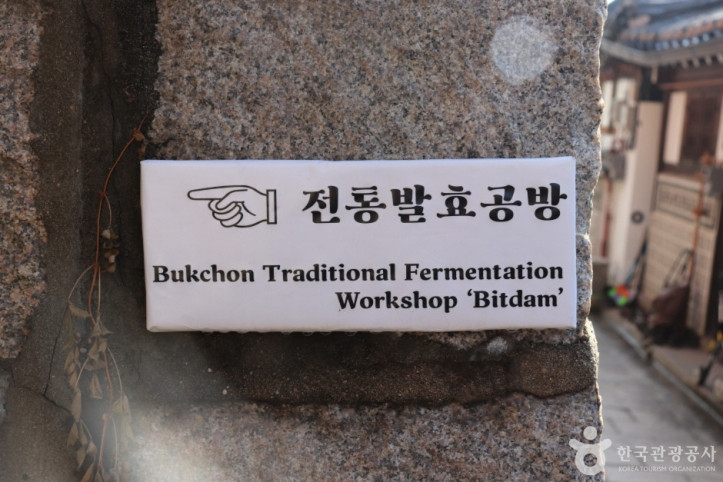 전통발효공방
Bukchon Traditional Fermentation
Workshop ‘Bitdam’
한국관광공사
KOREA TOURISM ORGANIZATION